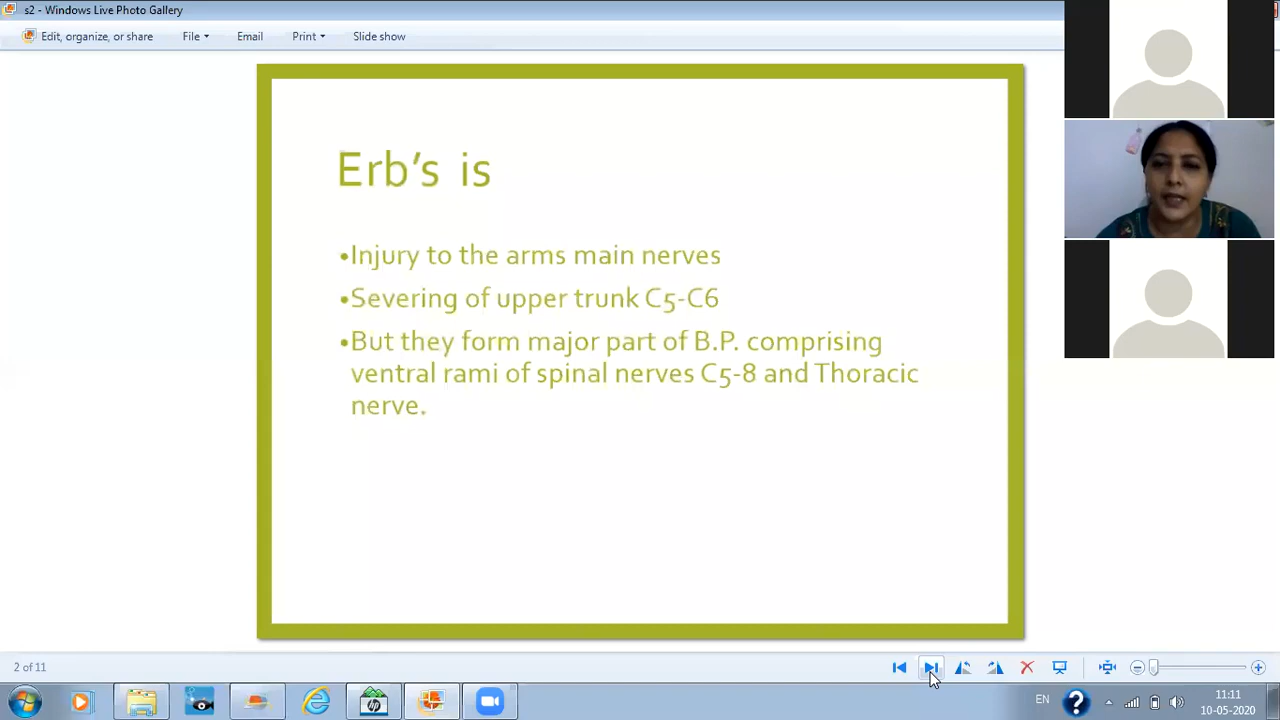 s2 - Windows Live Photo Gallery
Edit, organize, or share File Email Print Slide show
Erb's is
•Injury to the arms main nerves
•Severing of upper trunk C5-C6
•But they form major part of B.P. comprising
ventral rami of spinal nerves C5-8 and Thoracic
nerve.
2 of 11
EN
11:11
10-05-2020